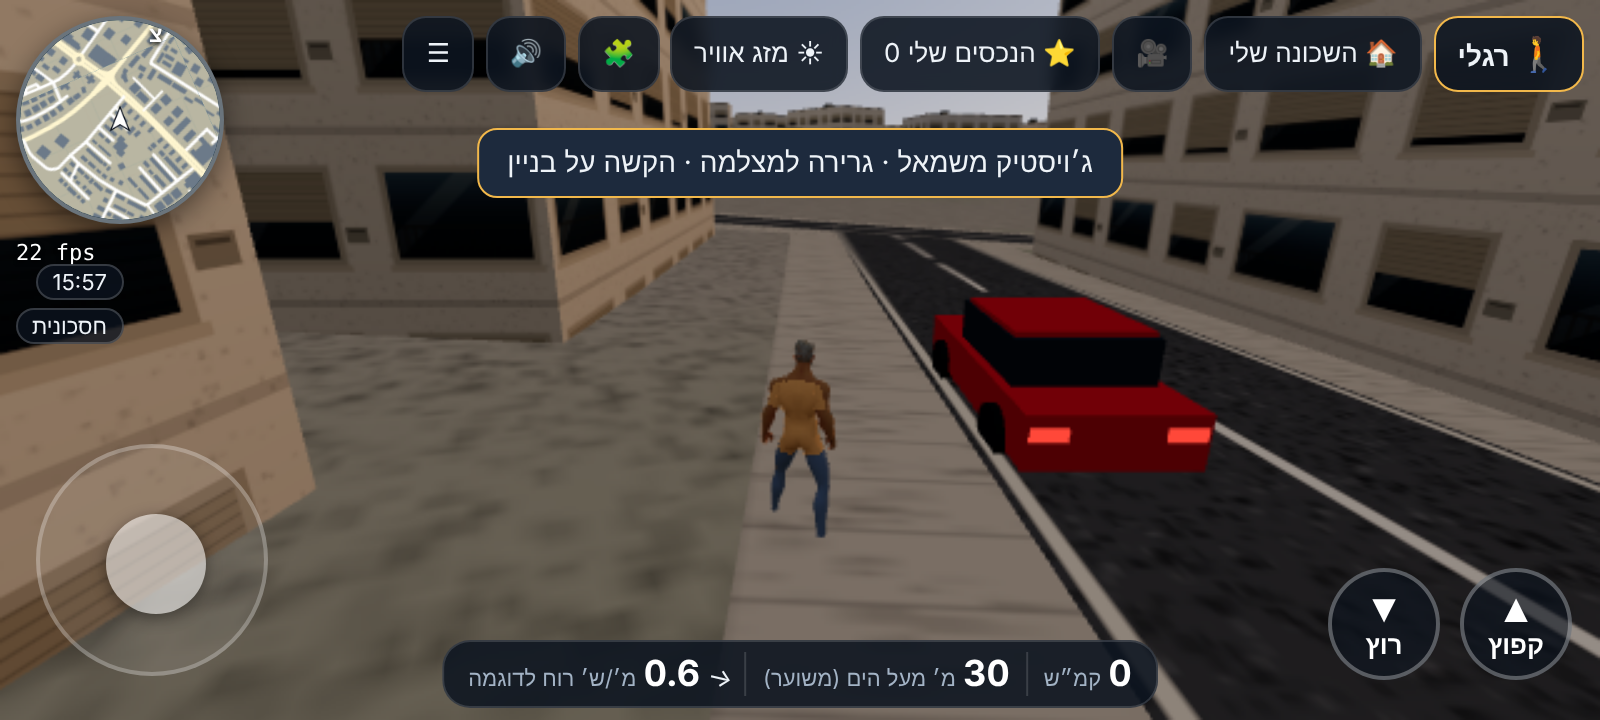 רגלי
השכונה שלי
הנכסים שלי 0
מזג אוויר
ג׳ויסטיק משמאל · גרירה למצלמה · הקשה על בניין
צ
22 fps
15:57
חסכונית
קפוץ
רוץ
0 קמ״ש
30 מ׳ מעל הים (משוער)
0.6 מ׳/ש׳ רוח לדוגמה